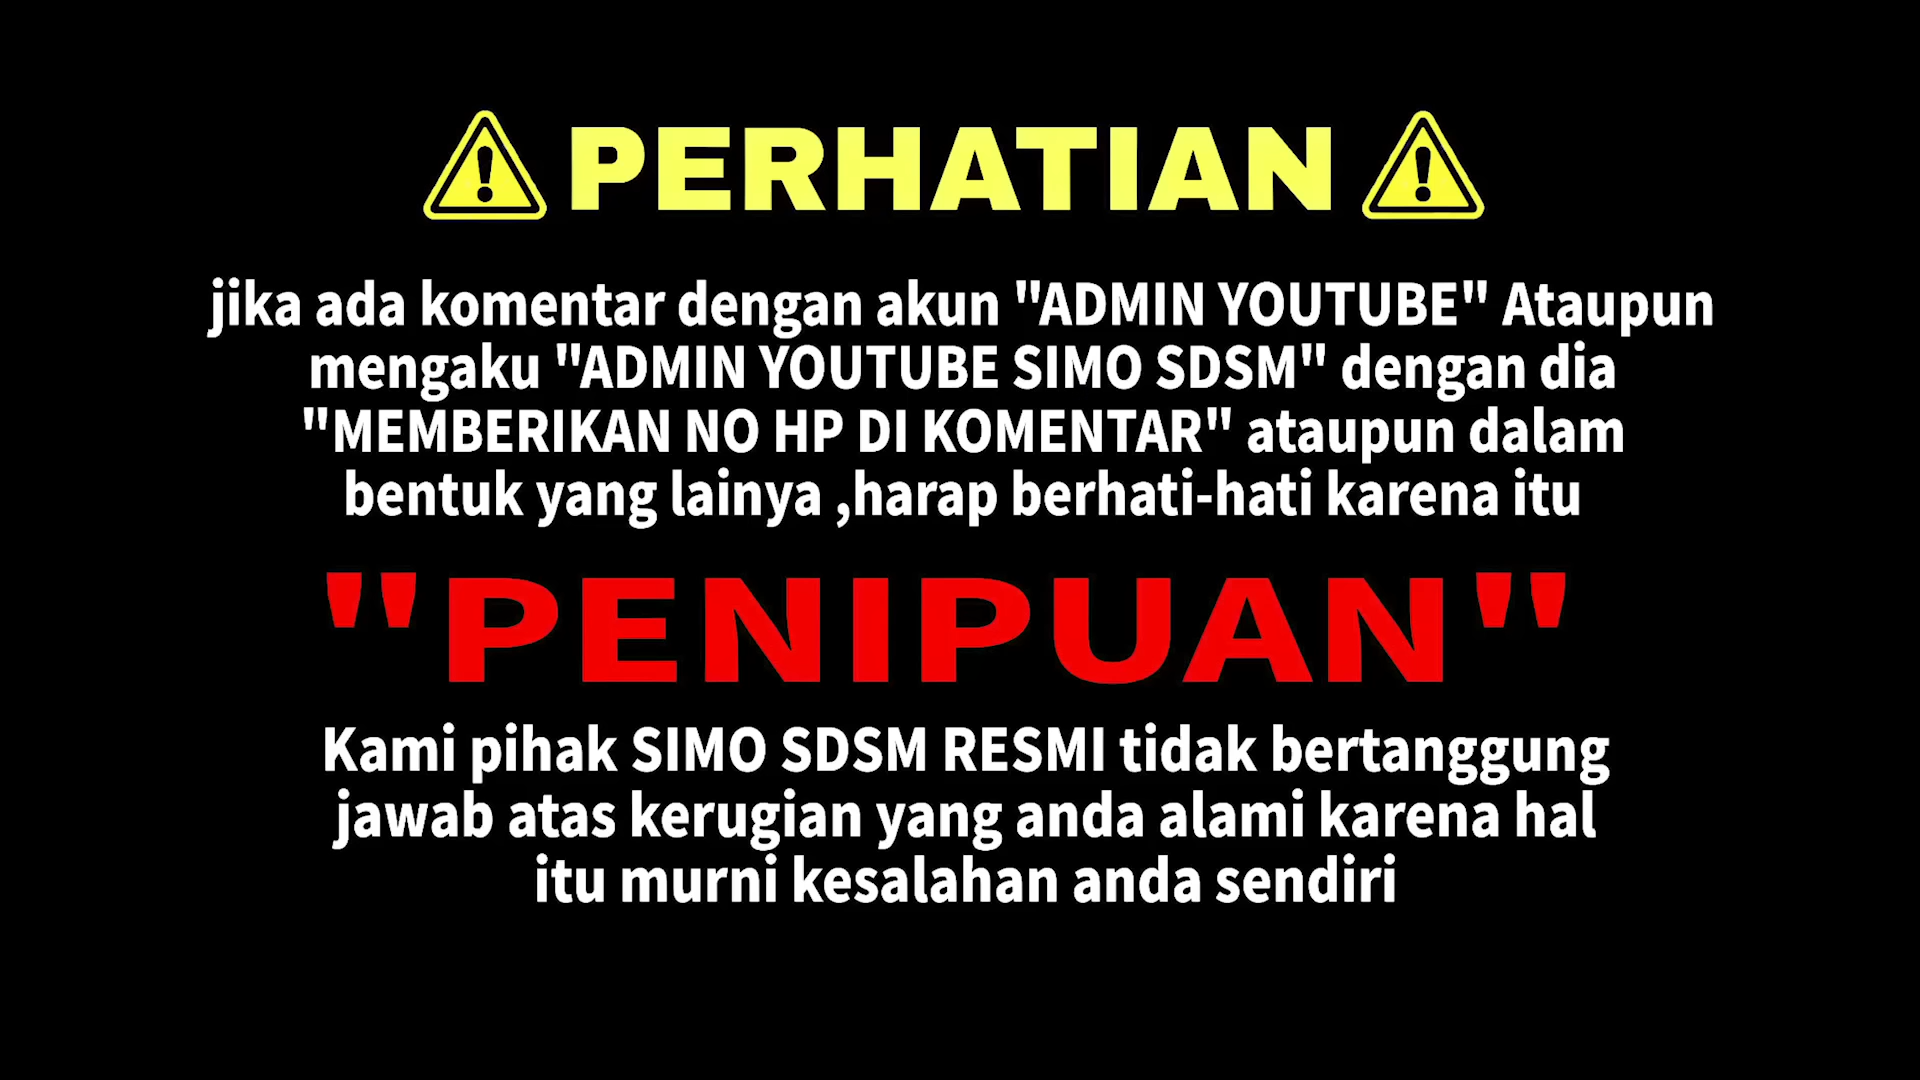 PERHATIAN
jika ada komentar dengan akun "ADMIN YOUTUBE" Ataupun
mengaku "ADMIN YOUTUBE SIMO SDSM" dengan dia
"MEMBERIKAN NO HP DI KOMENTAR" ataupun dalam
bentuk yang lainya ,harap berhati-hati karena itu
"PENIPUAN"
Kami pihak SIMO SDSM RESMI tidak bertanggung
jawab atas kerugian yang anda alami karena hal
itu murni kesalahan anda sendiri